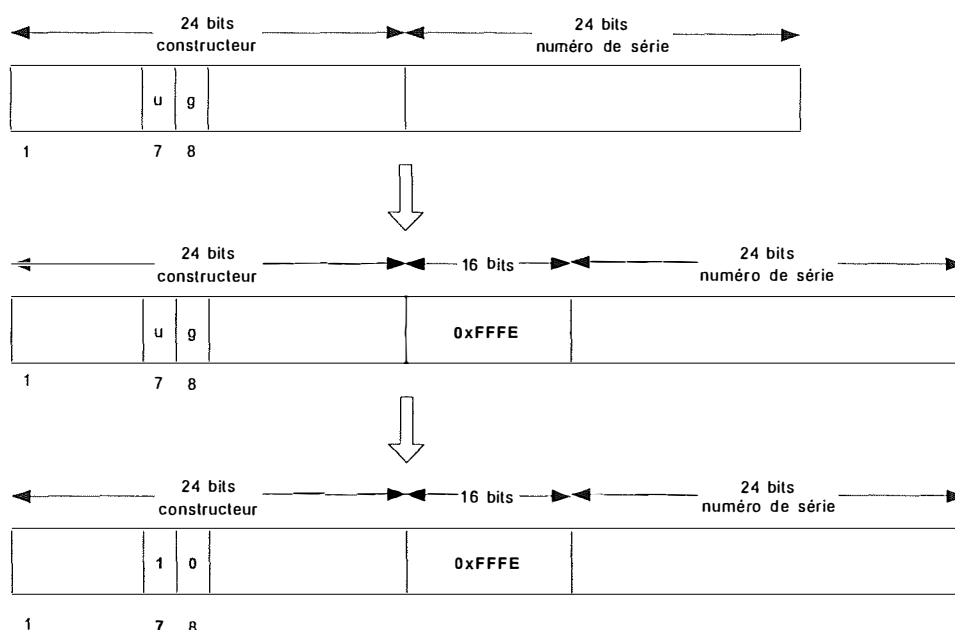 24 bits 24 bits
constructeur numéro de série
u g
1 7 8
24 bits 16 bits 24 bits
constructeur numéro de série
u g 0xFFFE
1 7 8
24 bits 16 bits 24 bits
constructeur numéro de série
1 0 0xFFFE
1 7 8